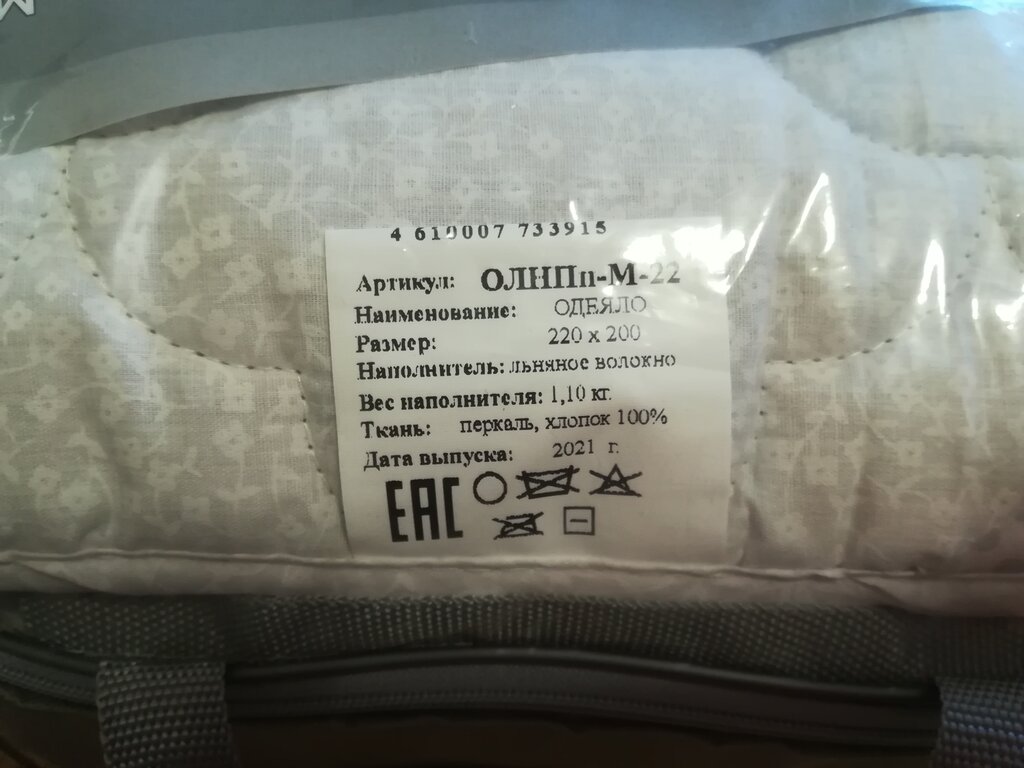 4 610007 733915
Артикул: ОЛНПп-М-22
Наименование: ОДЕЯЛО
Размер: 220 х 200
Наполнитель: льняное волокно
Вес наполнителя: 1,10 кг.
Ткань: перкаль, хлопок 100%
Дата выпуска: 2021 г.
ЕАС